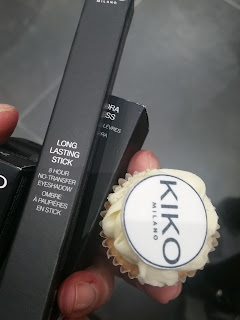 MILANO
LONG
LASTING
STICK
8 HOUR
NO-TRANSFER
EYESHADOW
OMBRE
À PAUPIÈRES
EN STICK
KIKO
MILANO